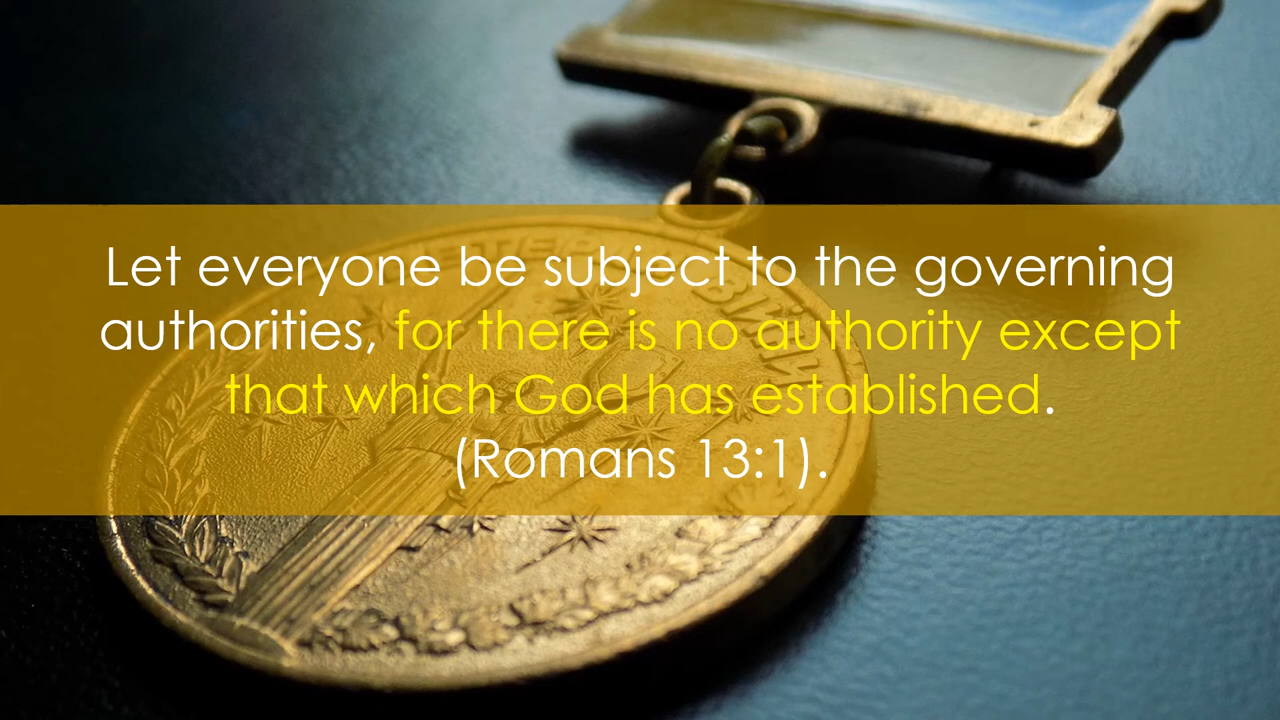 Let everyone be subject to the governing
authorities, for there is no authority except
that which God has established.
(Romans 13:1).